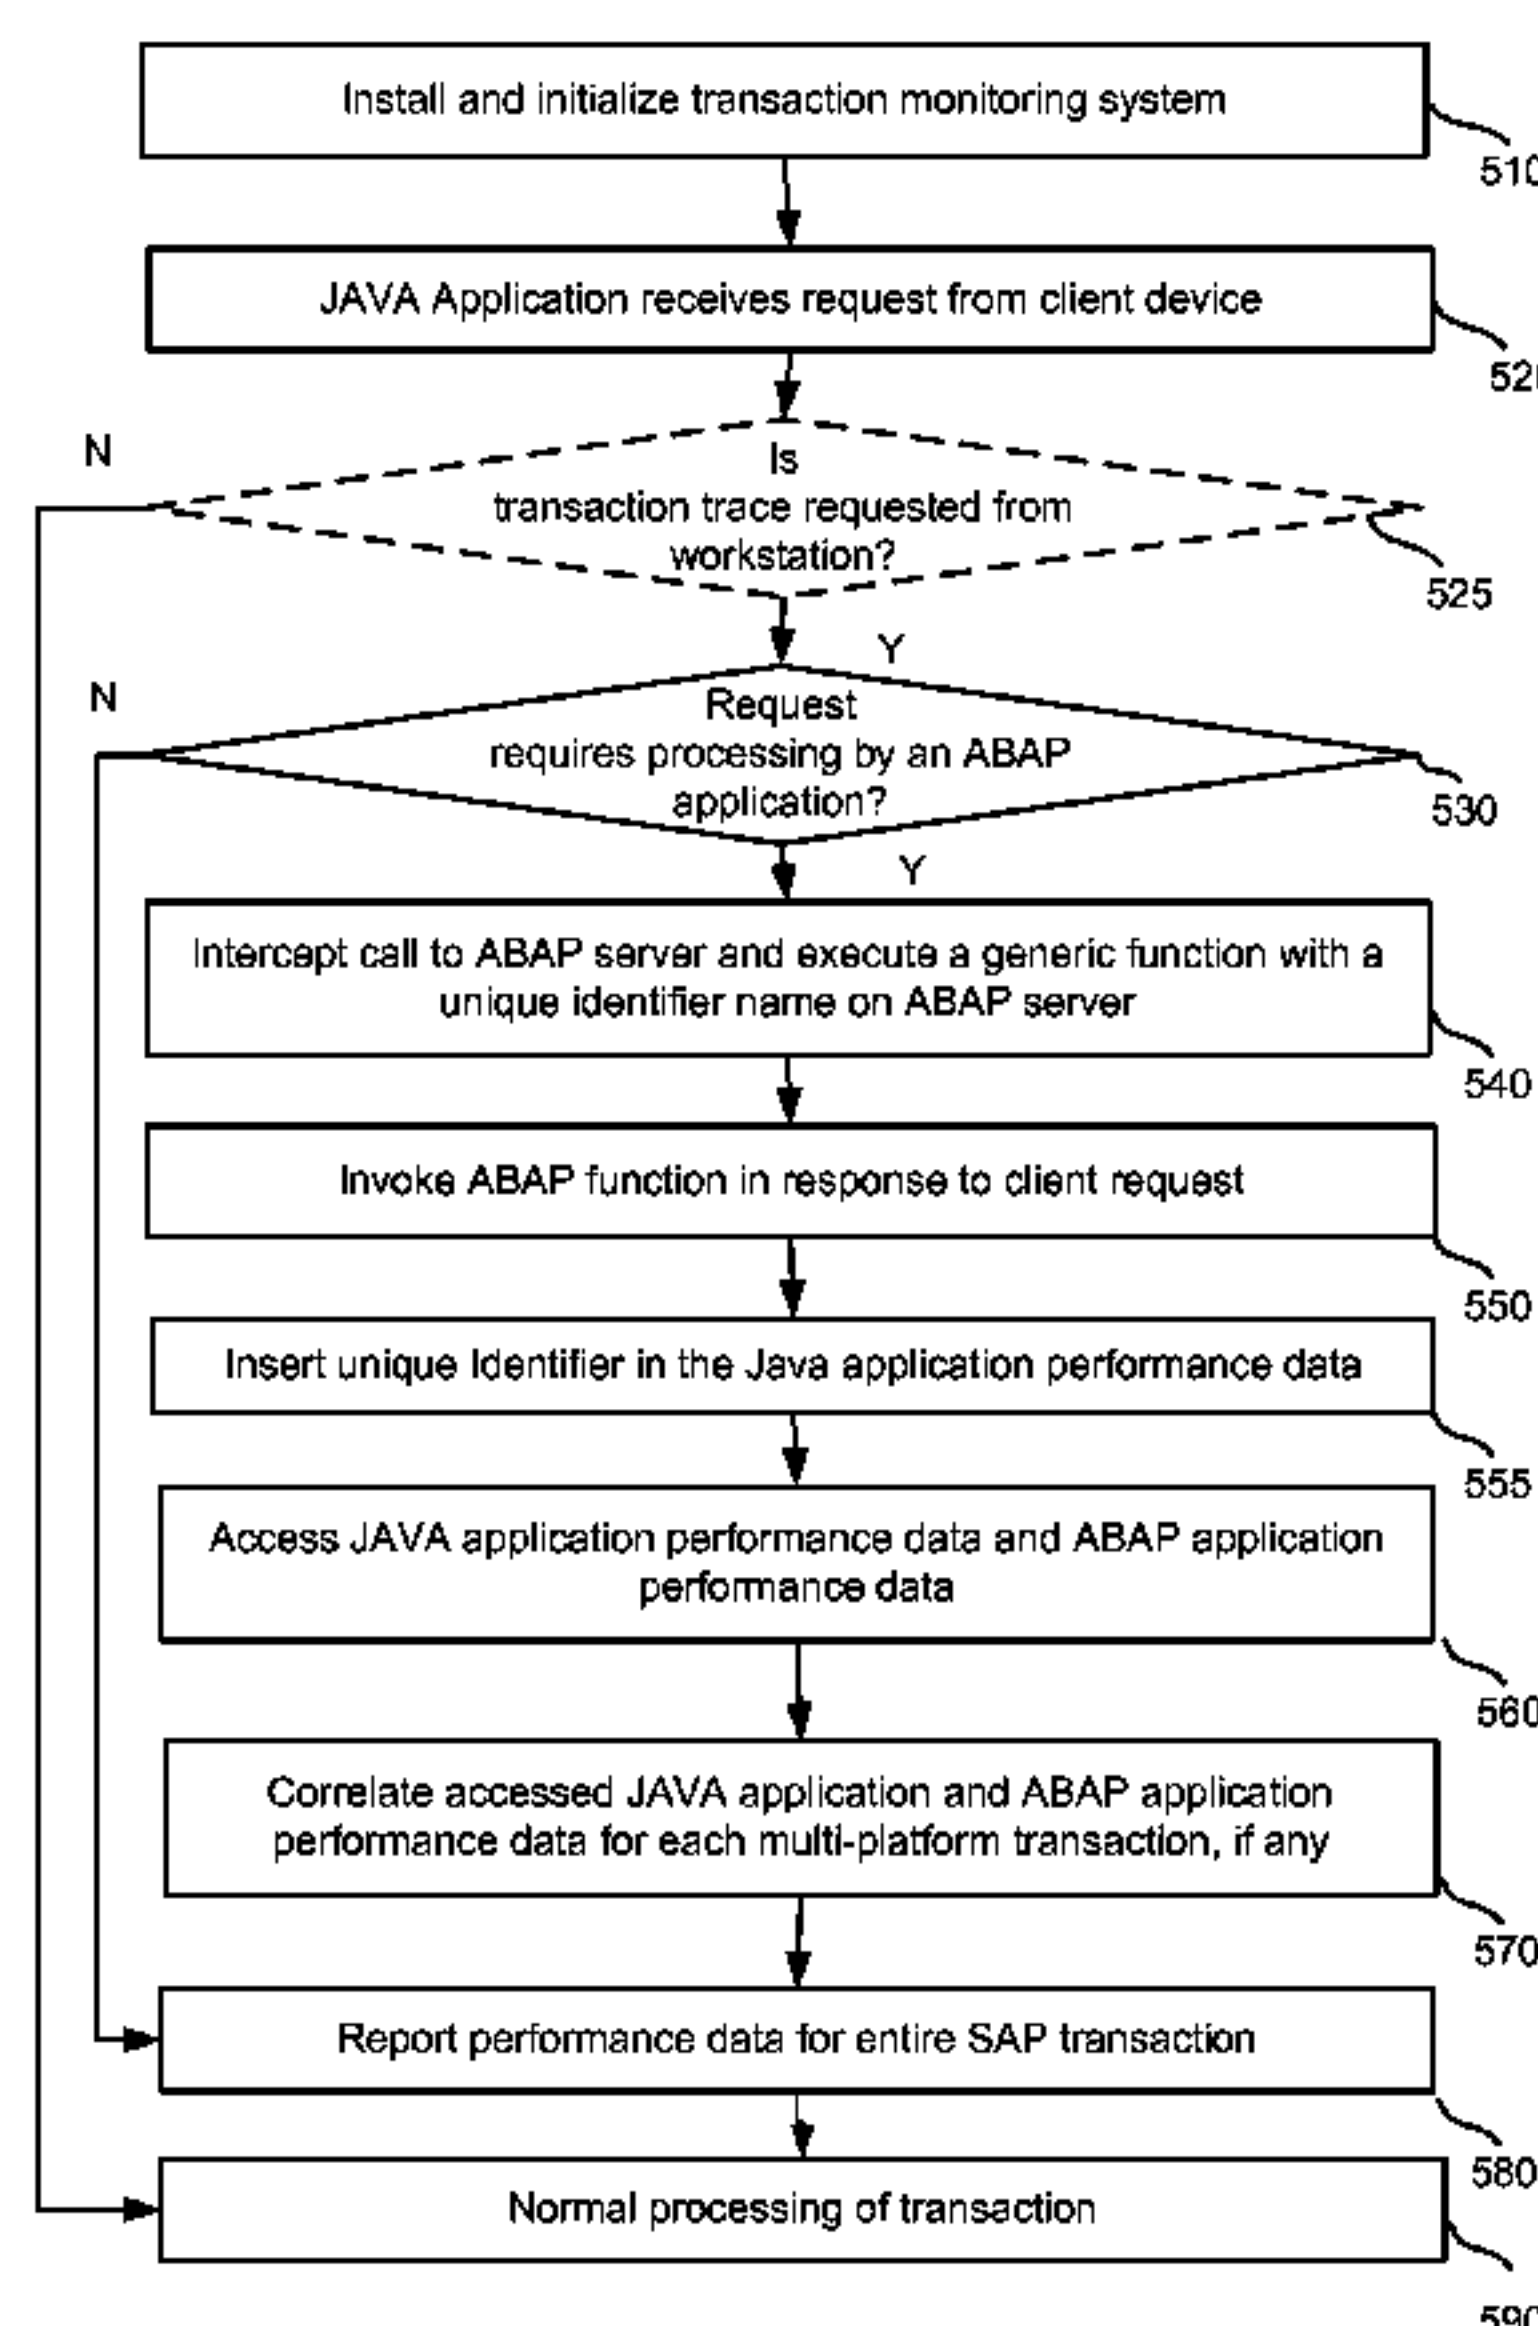 Install and initialize transaction monitoring system
510
JAVA Application receives request from client device
N
Is
transaction trace requested from
workstation?
525
Y
N
Request
requires processing by an ABAP
application?
530
Y
Intercept call to ABAP server and execute a generic function with a
unique identifier name on ABAP server
540
Invoke ABAP function in response to client request
550
Insert unique Identifier in the Java application performance data
555
Access JAVA application performance data and ABAP application
performance data
560
Correlate accessed JAVA application and ABAP application
performance data for each multi-platform transaction, if any
570
Report performance data for entire SAP transaction
580
Normal processing of transaction